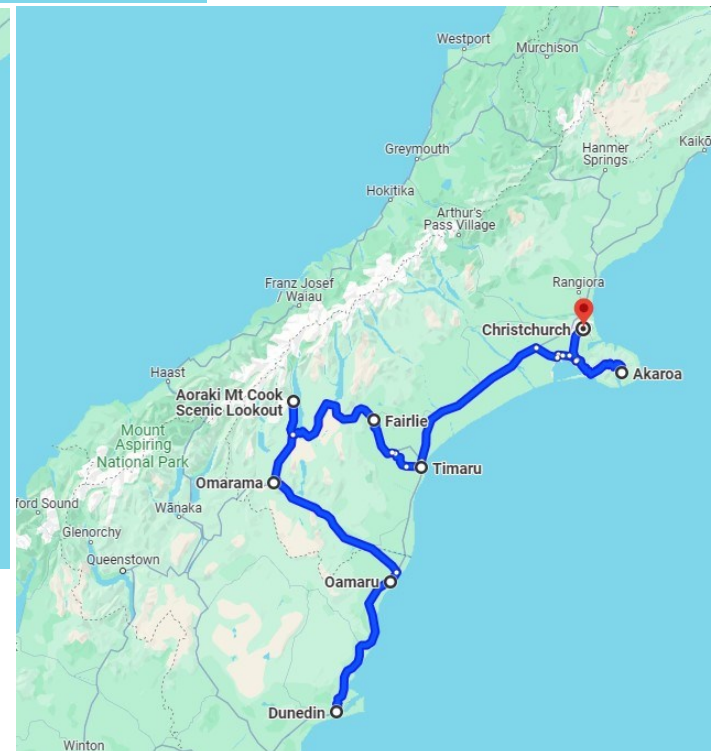 Westport
Murchison
Kaikō
Hanmer
Springs
Greymouth
Hokitika
Arthur's
Pass Village
Rangiora
Franz Josef
/ Waiau
Christchurch
Akaroa
Haast
Aoraki Mt Cook
Scenic Lookout
Fairlie
Mount
Aspiring
National Park
Timaru
Omarama
ford Sound
Wānaka
Glenorchy
Queenstown
Oamaru
Dunedin
Winton